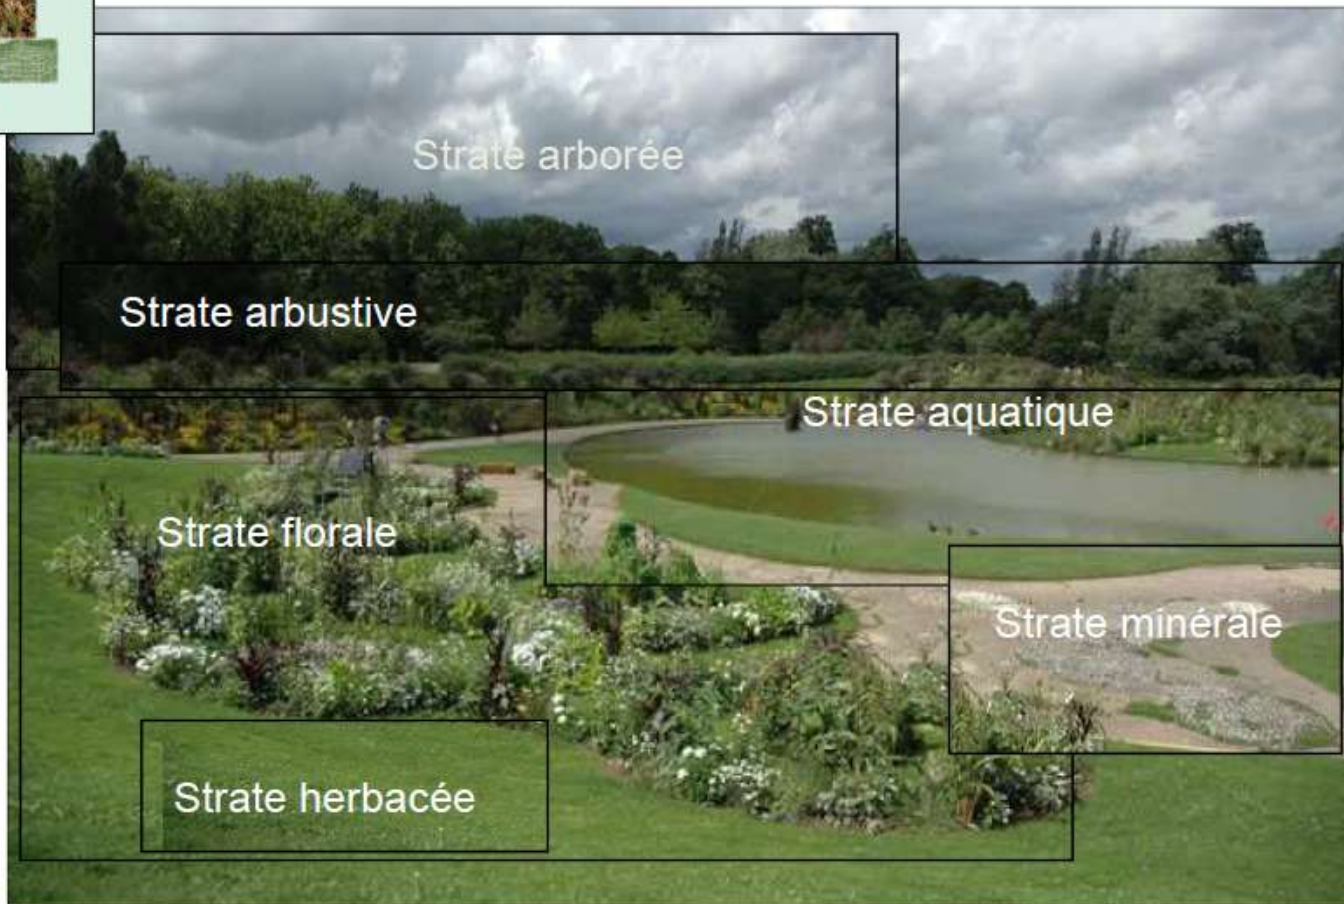 Strate arborée
Strate arbustive
Strate aquatique
Strate florale
Strate minérale
Strate herbacée